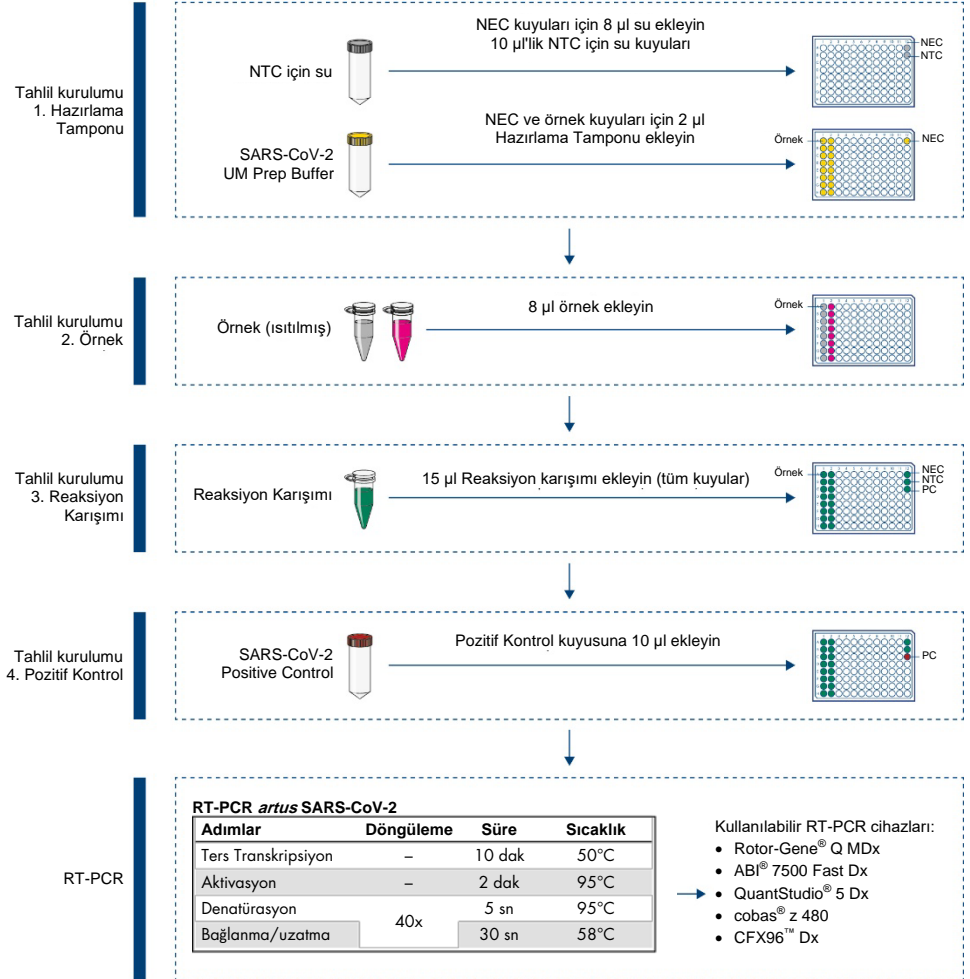 Tahlil kurulumu
1. Hazırlama
Tamponu
NTC için su
NEC kuyuları için 8 µl su ekleyin
10 µl'lik NTC için su kuyuları
NEC
NTC
SARS-CoV-2
UM Prep Buffer
NEC ve örnek kuyuları için 2 µl
Hazırlama Tamponu ekleyin
Örnek
NEC
Tahlil kurulumu
2. Örnek
Örnek (ısıtılmış)
8 µl örnek ekleyin
Örnek
Tahlil kurulumu
3. Reaksiyon
Karışımı
Reaksiyon Karışımı
15 µl Reaksiyon karışımı ekleyin (tüm kuyular)
Örnek
NEC
NTC
PC
Tahlil kurulumu
4. Pozitif Kontrol
SARS-CoV-2
Positive Control
Pozitif Kontrol kuyusuna 10 µl ekleyin
PC
RT-PCR
RT-PCR artus SARS-CoV-2
Adımlar Döngüleme Süre Sıcaklık
Ters Transkripsiyon – 10 dak 50°C
Aktivasyon – 2 dak 95°C
Denatürasyon 40x 5 sn 95°C
Bağlanma/uzatma 30 sn 58°C
Kullanılabilir RT-PCR cihazları:
• Rotor-Gene® Q MDx
• ABI® 7500 Fast Dx
• QuantStudio® 5 Dx
• cobas® z 480
• CFX96™ Dx